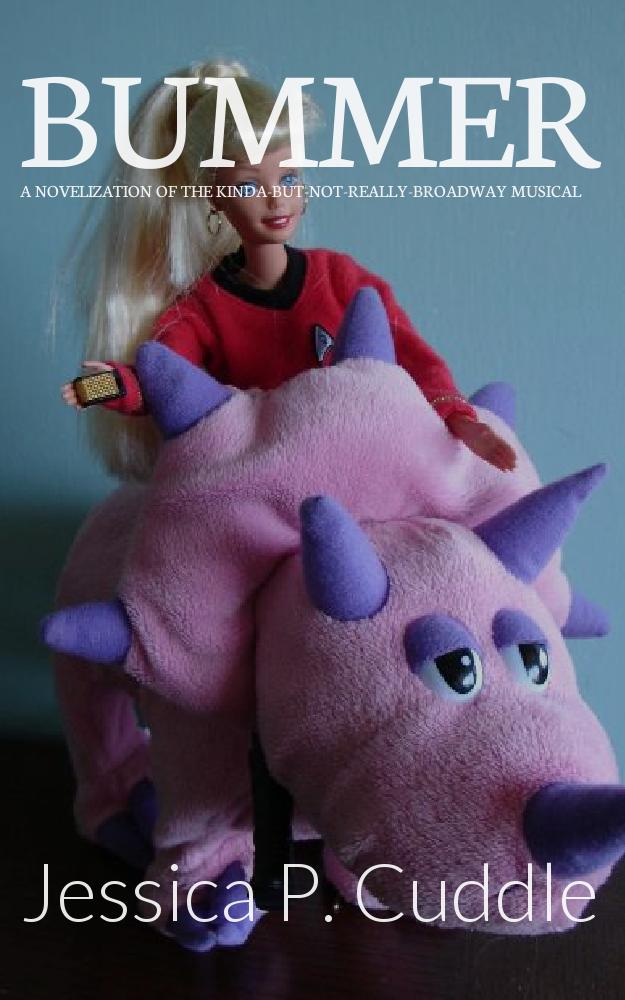 BUMMER
A NOVELIZATION OF THE KINDA-BUT-NOT-REALLY-BROADWAY MUSICAL
Jessica P. Cuddle